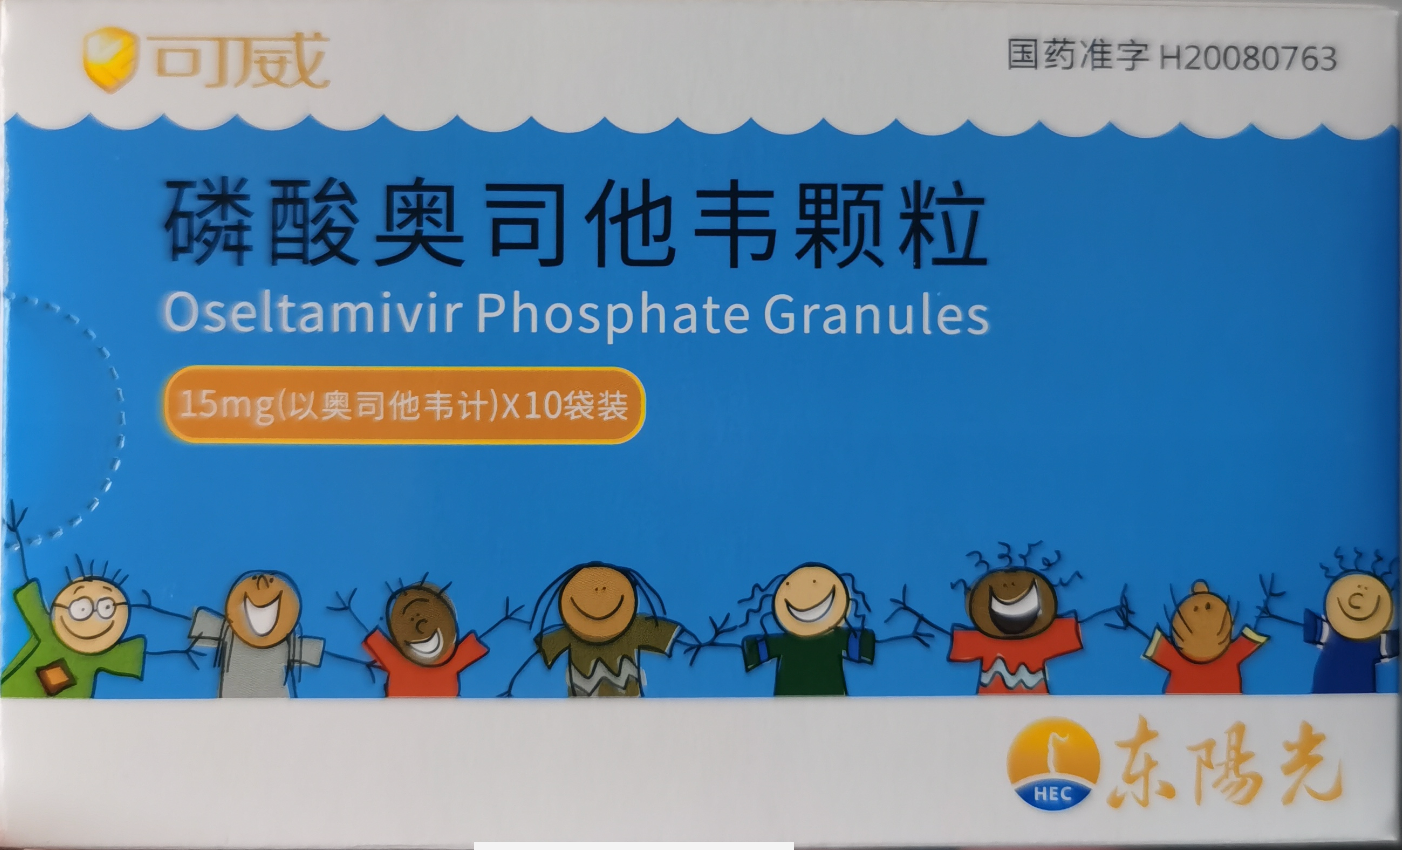 可威
国药准字 H20080763
磷酸奥司他韦颗粒
Oseltamivir Phosphate Granules
15mg(以奥司他韦计)X10袋装
HEC 东陽光